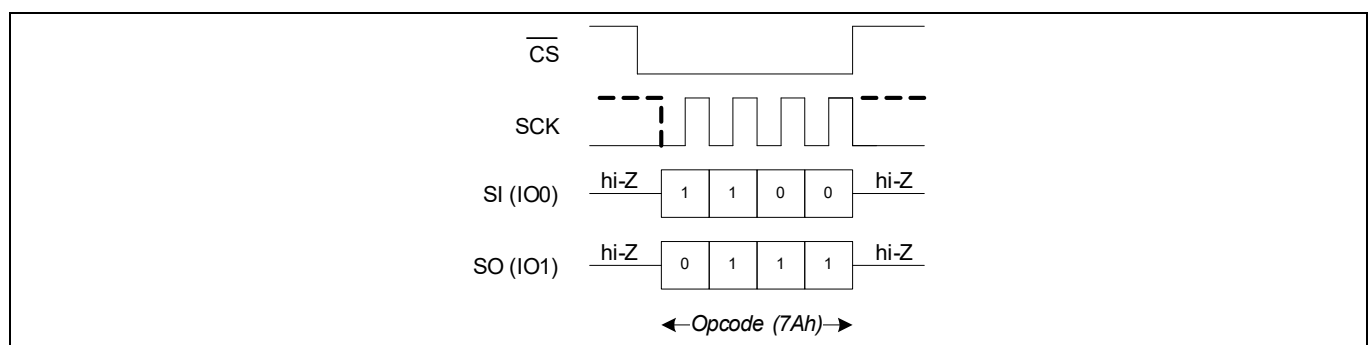 CS
SCK
hi-Z 1 1 0 0 hi-Z
SI (IO0)
hi-Z 0 1 1 1 hi-Z
SO (IO1)
Opcode (7Ah)